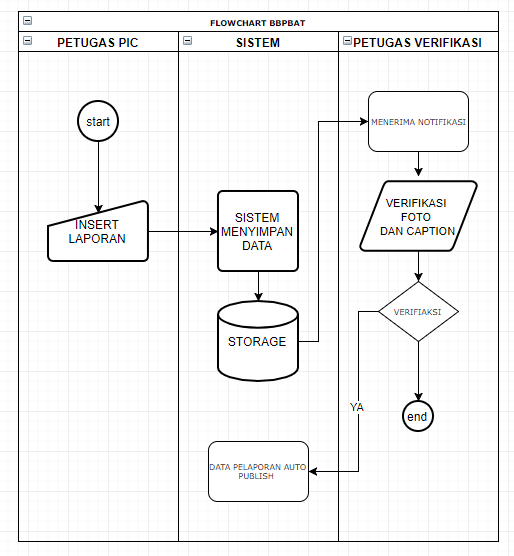 FLOWCHART BBPBAT
PETUGAS PIC
SISTEM
PETUGAS VERIFIKASI
start
INSERT
LAPORAN
SISTEM
MENYIMPAN
DATA
STORAGE
MENERIMA NOTIFIKASI
VERIFIKASI
FOTO
DAN CAPTION
VERIFIAKSI
YA
end
DATA PELAPORAN AUTO
PUBLISH